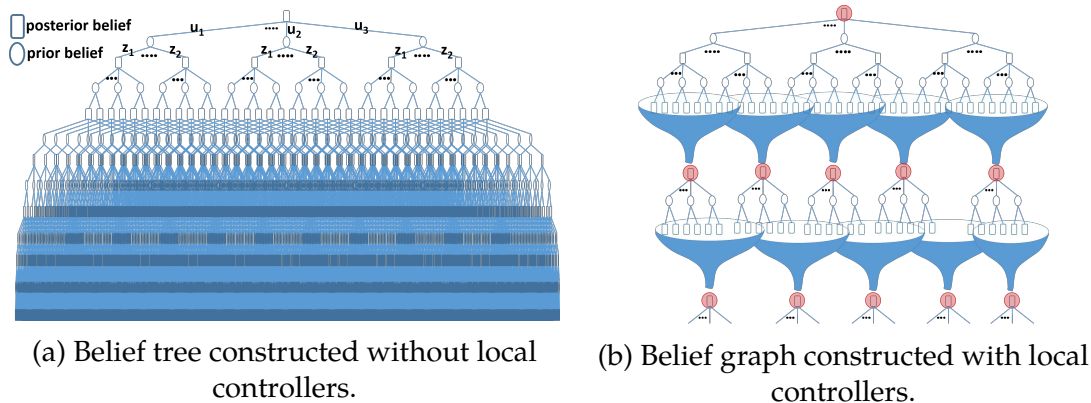 posterior belief
prior belief
u₁ .... u₂ u₃
z₁ .... z₂ z₁ .... z₂ z₁ .... z₂
... ... ... ... ... ...
....
.... .... ....
... ... ... ... ... ...
... ... ... ... ...
... ... ... ... ...
(a) Belief tree constructed without local
controllers.
(b) Belief graph constructed with local
controllers.